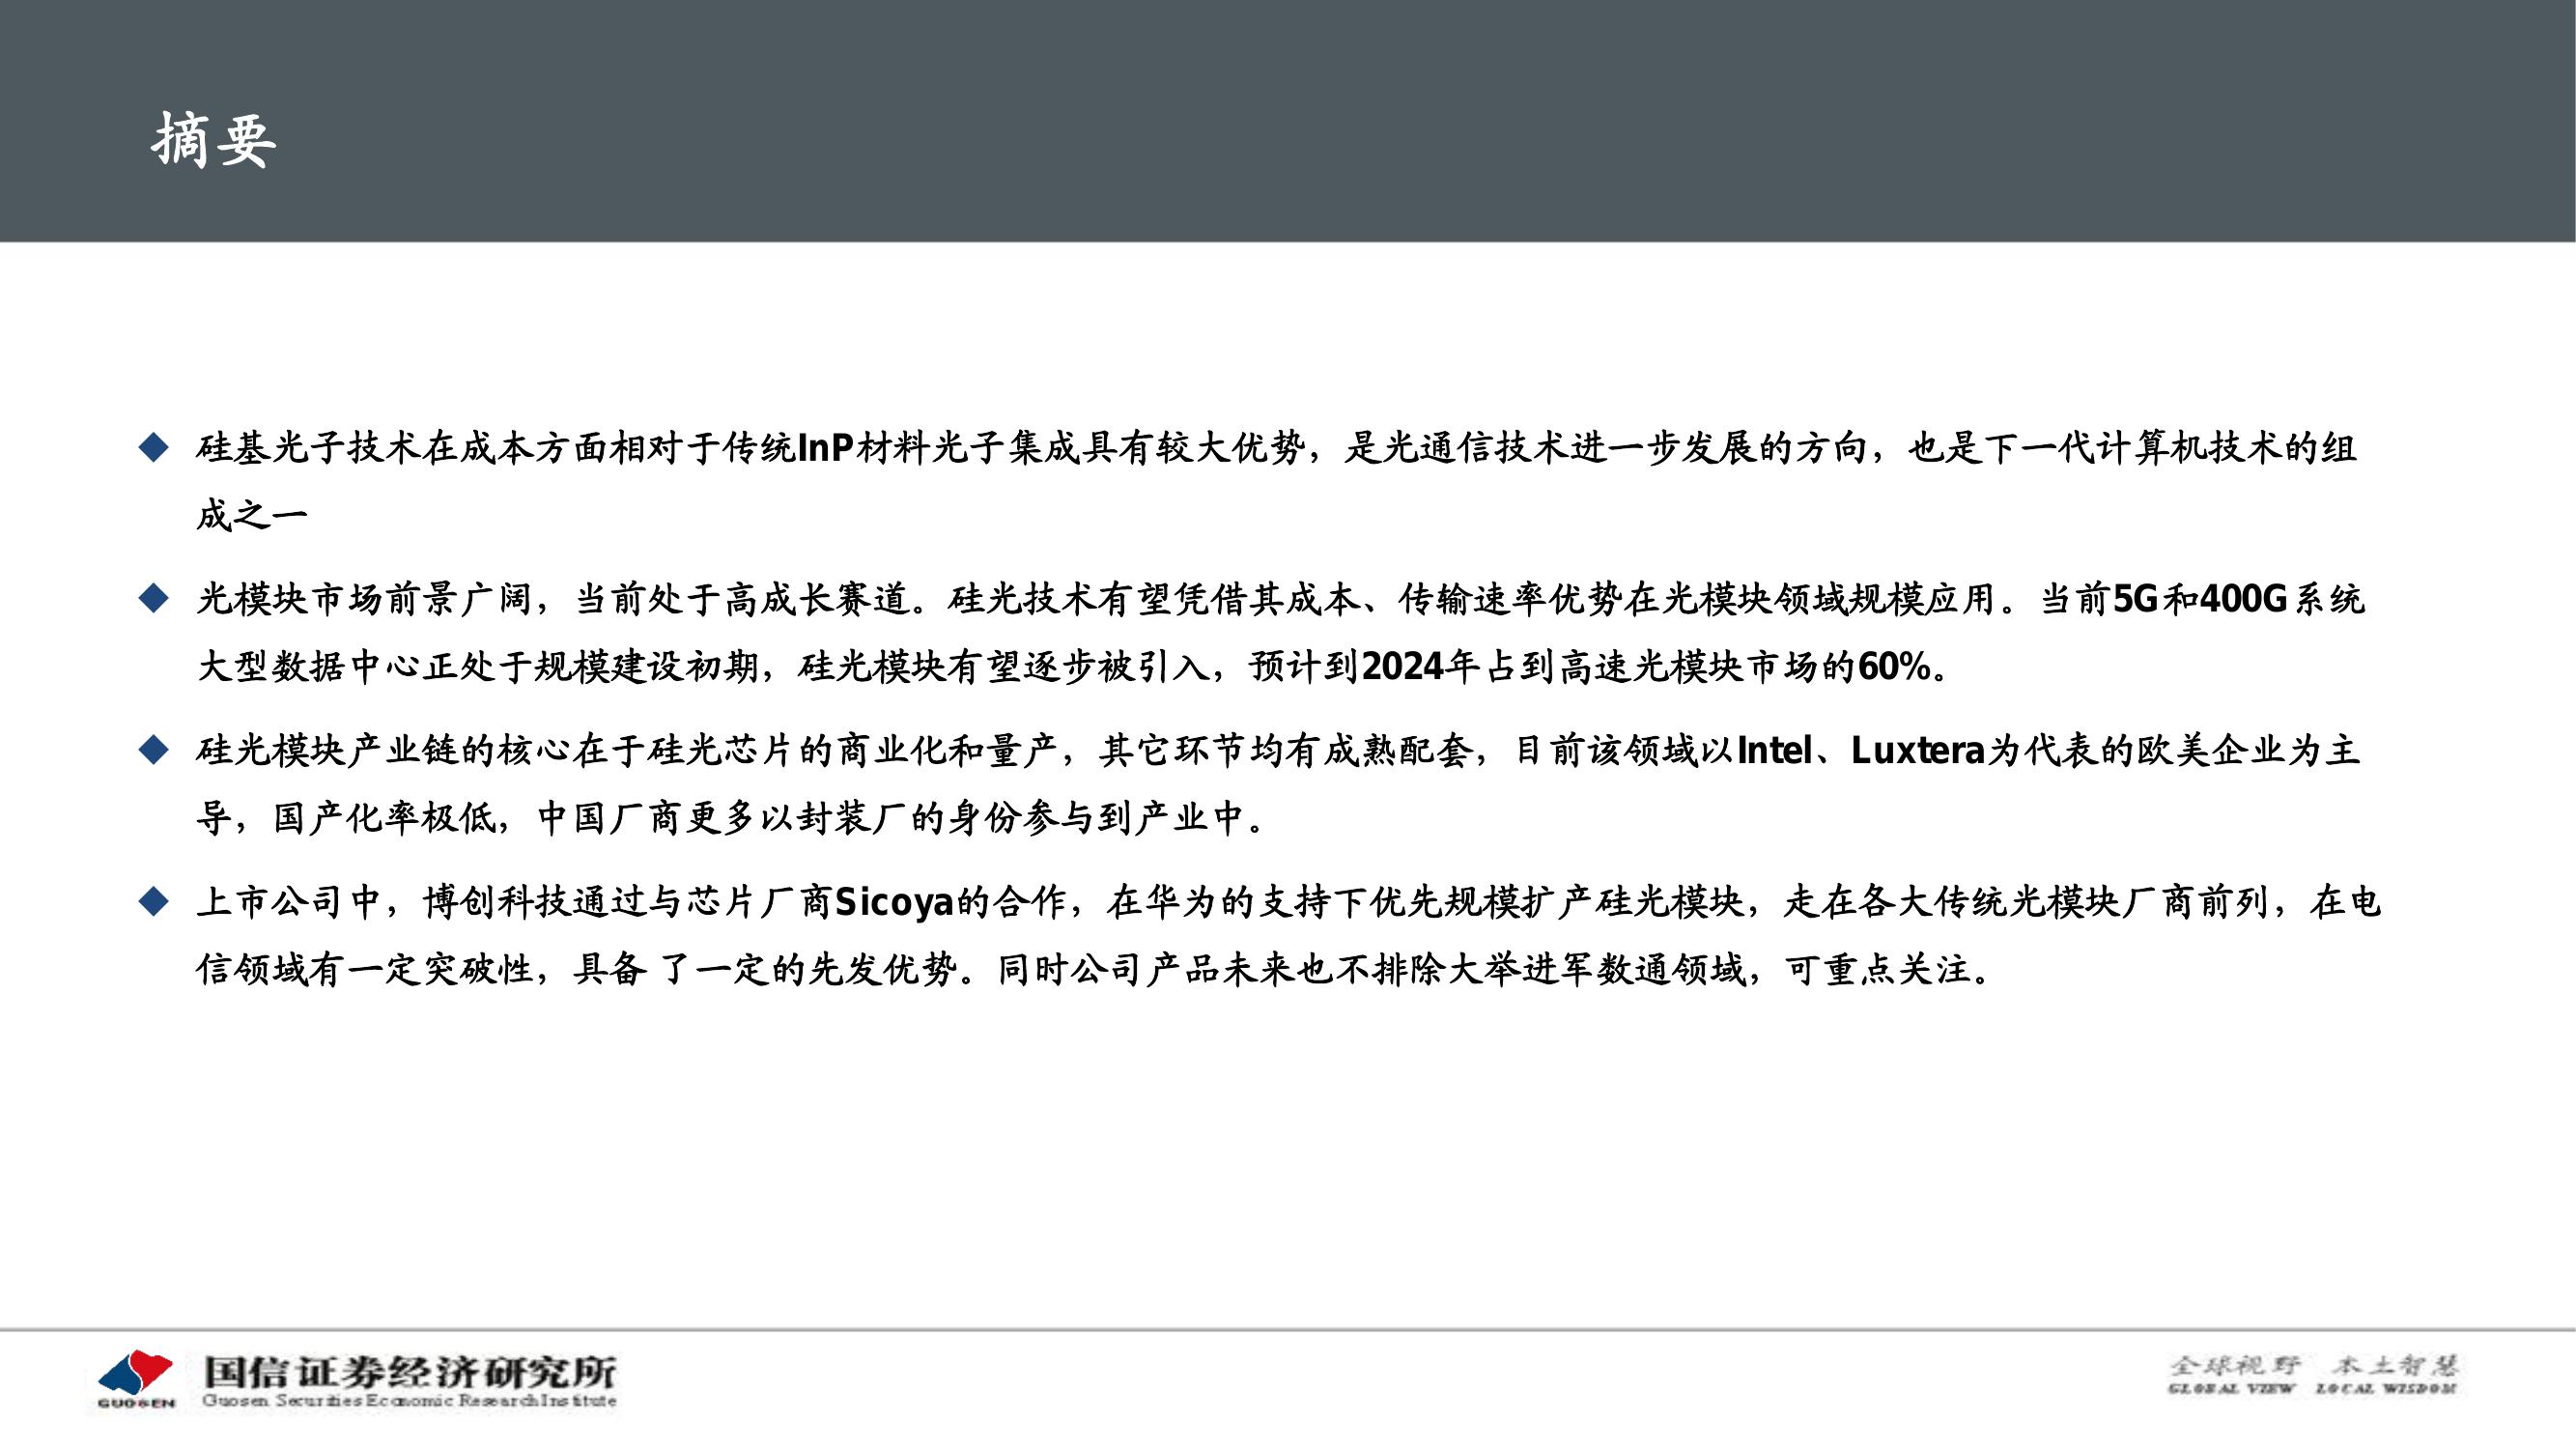 摘要
硅基光子技术在成本方面相对于传统InP材料光子集成具有较大优势，是光通信技术进一步发展的方向，也是下一代计算机技术的组
成之一
光模块市场前景广阔，当前处于高成长赛道。硅光技术有望凭借其成本、传输速率优势在光模块领域规模应用。当前5G和400G系统
大型数据中心正处于规模建设初期，硅光模块有望逐步被引入，预计到2024年占到高速光模块市场的60%。
硅光模块产业链的核心在于硅光芯片的商业化和量产，其它环节均有成熟配套，目前该领域以Intel、Luxtera为代表的欧美企业为主
导，国产化率极低，中国厂商更多以封装厂的身份参与到产业中。
上市公司中，博创科技通过与芯片厂商Sicoya的合作，在华为的支持下优先规模扩产硅光模块，走在各大传统光模块厂商前列，在电
信领域有一定突破性，具备 了一定的先发优势。同时公司产品未来也不排除大举进军数通领域，可重点关注。
GUOSEN
国信证券经济研究所
Guosen Securities Economic Research Institute
全球视野 本土智慧
GLOBAL VIEW LOCAL WISDOM